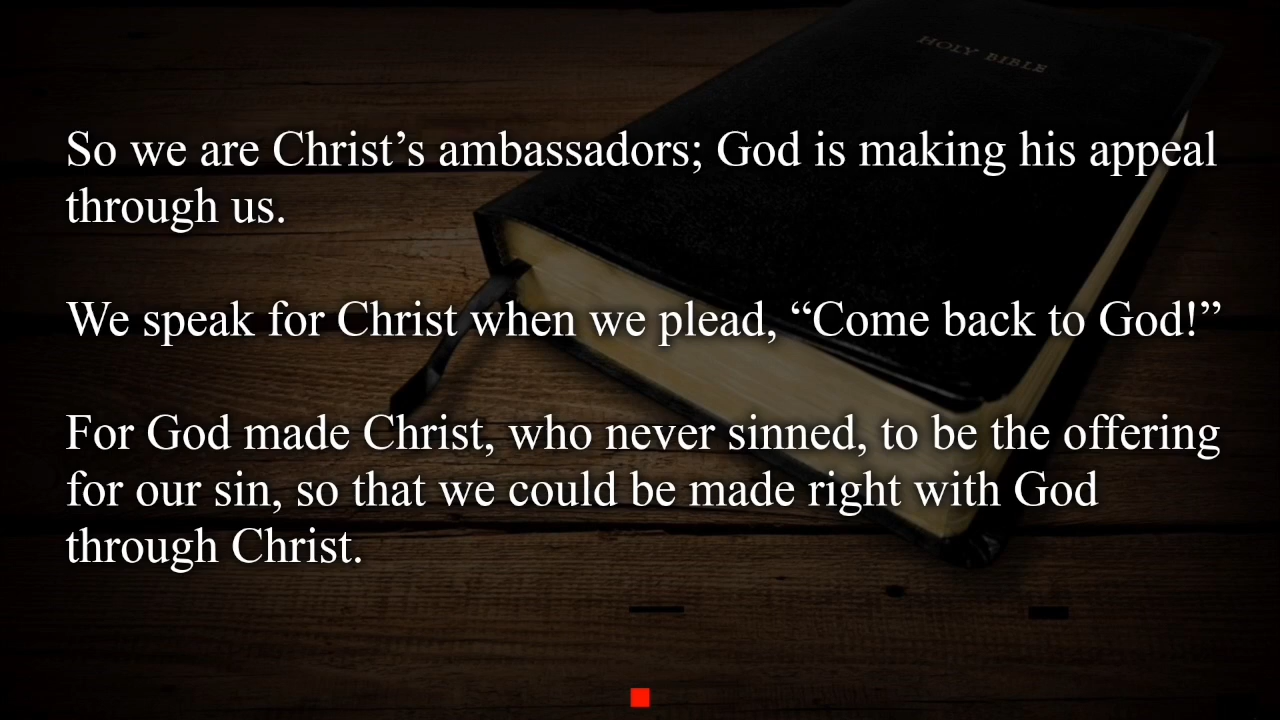 HOLY BIBLE
So we are Christ’s ambassadors; God is making his appeal
through us.
We speak for Christ when we plead, “Come back to God!”
For God made Christ, who never sinned, to be the offering
for our sin, so that we could be made right with God
through Christ.